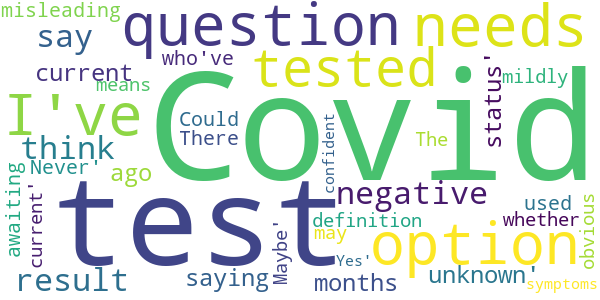 misleading
say
question
needs
current
who've
means
tested
mildly
status'
I've
Covid
Could
There
The
think
confident
Never'
ago
awaiting
current'
test
negative
used
definition
whether
obvious
may
option
Maybe'
Yes'
result
saying
months
unknown'
symptoms